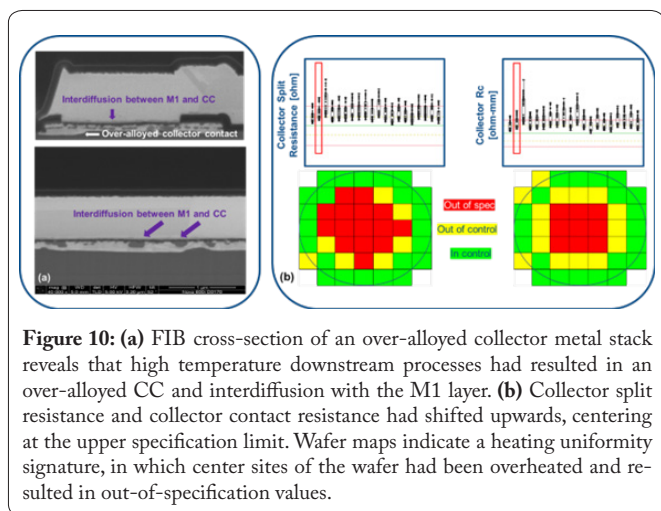 Interdiffusion between M1 and CC
Over-alloyed collector contact
Interdiffusion between M1 and CC
(a)
Collector Split
Resistance [ohm]
Collector Rc
[ohm-mm]
Out of spec
Out of control
In control
(b)
Figure 10: (a) FIB cross-section of an over-alloyed collector metal stack
reveals that high temperature downstream processes had resulted in an
over-alloyed CC and interdiffusion with the M1 layer. (b) Collector split
resistance and collector contact resistance had shifted upwards, centering
at the upper specification limit. Wafer maps indicate a heating uniformity
signature, in which center sites of the wafer had been overheated and re-
sulted in out-of-specification values.